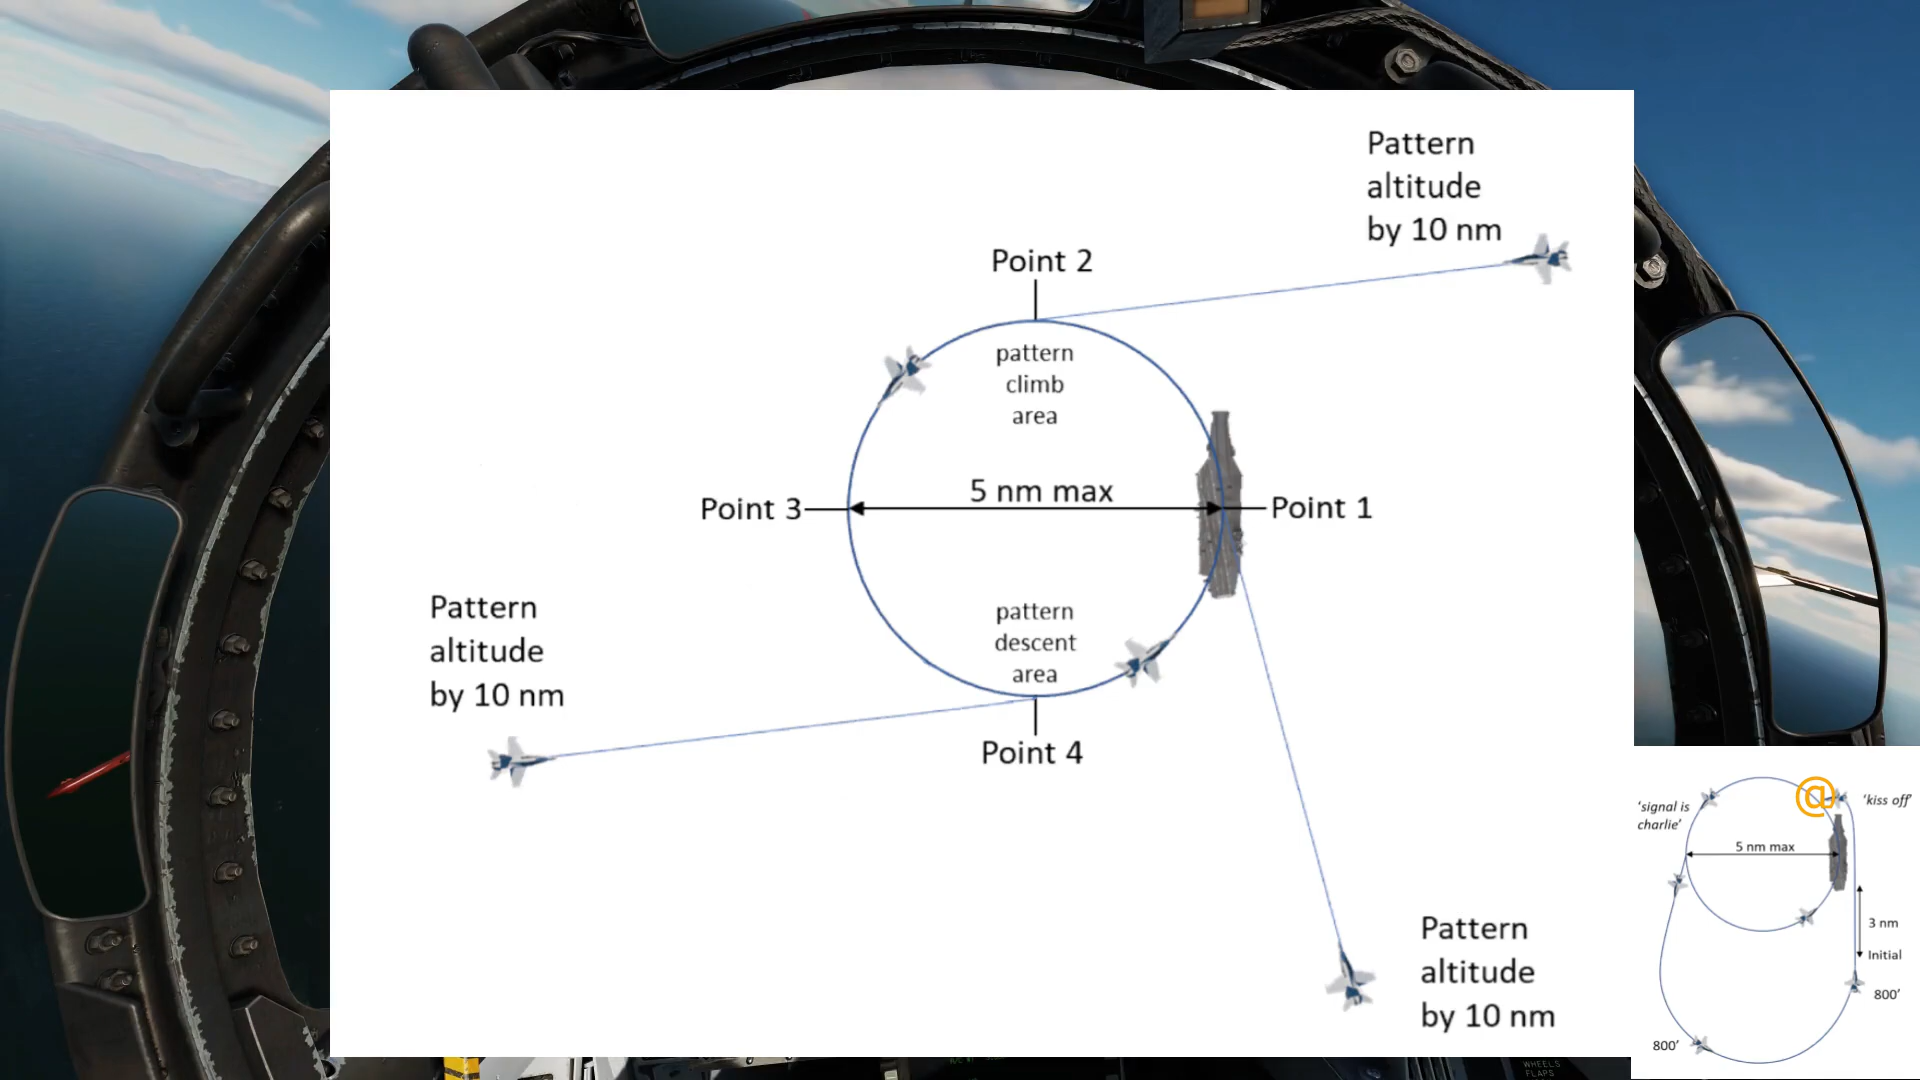 Pattern
altitude
by 10 nm
Point 2
pattern
climb
area
5 nm max
Point 3
Point 1
Pattern
altitude
by 10 nm
pattern
descent
area
Point 4
Pattern
altitude
by 10 nm
'signal is
charlie'
@
'kiss off'
5 nm max
3 nm
Initial
800'
800'
WHEELS
FLAPS